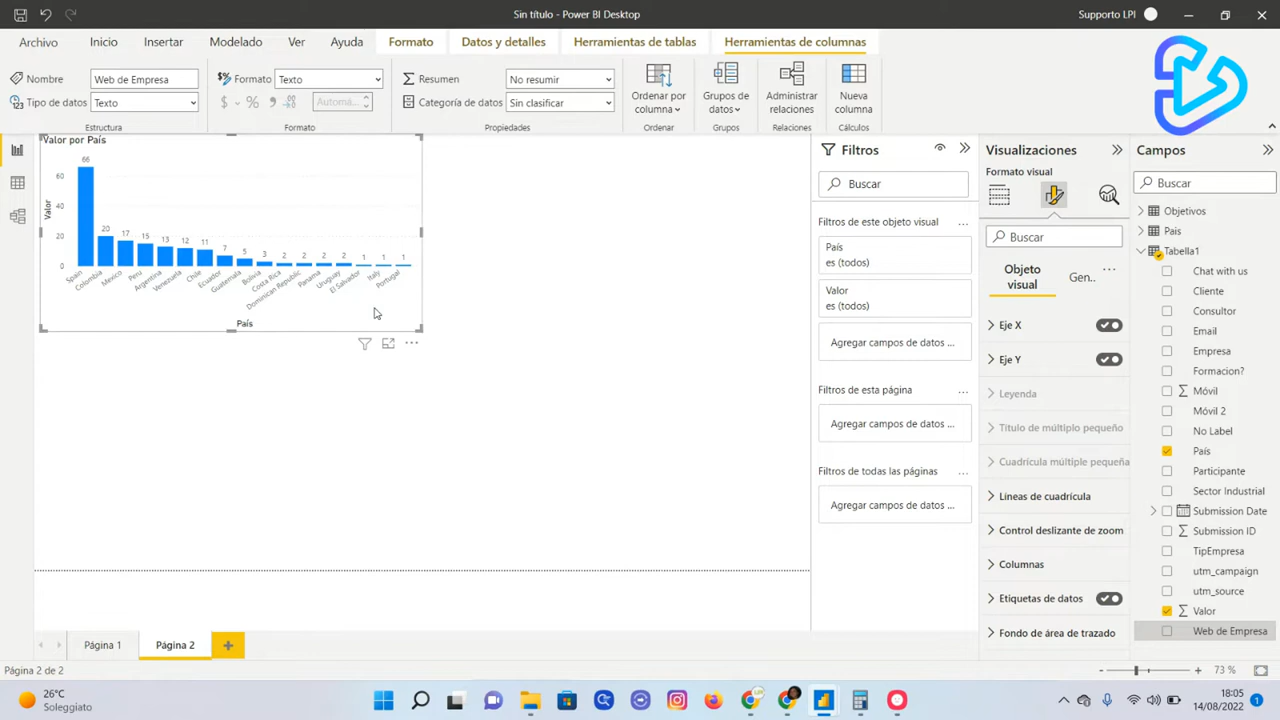 Sin título - Power BI Desktop
Supporto LPI
Archivo
Inicio
Insertar
Modelado
Ver
Ayuda
Formato
Datos y detalles
Herramientas de tablas
Herramientas de columnas
Nombre
Web de Empresa
Tipo de datos
Texto
Estructura
Formato
Texto
$
%
Automá...
Formato
Resumen
No resumir
Categoría de datos
Sin clasificar
Propiedades
Ordenar por
columna
Ordenar
Grupos de
datos
Grupos
Administrar
relaciones
Relaciones
Nueva
columna
Cálculos
Valor por País
Valor
60
40
20
0
66
20
17
15
13
12
11
7
5
3
2
2
2
2
1
1
1
Spain
Colombia
Mexico
Peru
Argentina
Venezuela
Chile
Ecuador
Guatemala
Bolivia
Costa Rica
Dominican Republic
Panama
Uruguay
El Salvador
Italy
Portugal
País
Filtros
Buscar
Filtros de este objeto visual
País
es (todos)
Valor
es (todos)
Agregar campos de datos ...
Filtros de esta página
Agregar campos de datos ...
Filtros de todas las páginas
Agregar campos de datos ...
Visualizaciones
Formato visual
Buscar
Objeto
visual
Gen..
Eje X
Eje Y
Leyenda
Título de múltiplo pequeño
Cuadrícula múltiple pequeña
Líneas de cuadrícula
Control deslizante de zoom
Columnas
Etiquetas de datos
Fondo de área de trazado
Campos
Buscar
Objetivos
Pais
Tabella1
Chat with us
Cliente
Consultor
Email
Empresa
Formacion?
Móvil
Móvil 2
No Label
País
Participante
Sector Industrial
Submission Date
Submission ID
TipEmpresa
utm_campaign
utm_source
Valor
Web de Empresa
Página 1
Página 2
Página 2 de 2
73 %
26°C
Soleggiato
18:05
14/08/2022
1